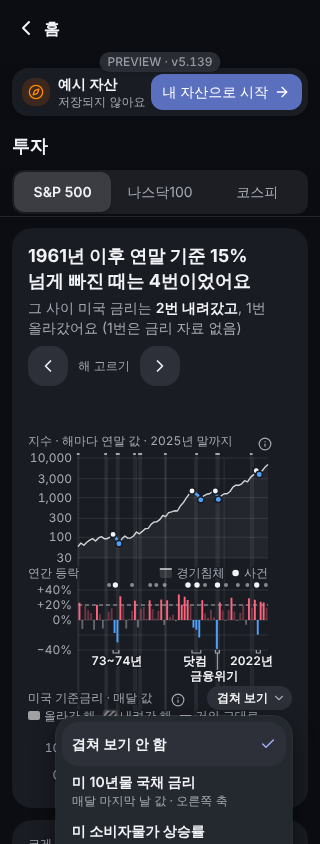 홈
PREVIEW · v5.139
예시 자산
저장되지 않아요
내 자산으로 시작
투자
S&P 500
나스닥100
코스피
1961년 이후 연말 기준 15%
넘게 빠진 때는 4번이었어요
그 사이 미국 금리는 2번 내려갔고, 1번
올라갔어요 (1번은 금리 자료 없음)
해 고르기
지수 · 해마다 연말 값 · 2025년 말까지
10,000
3,000
1,000
300
100
30
연간 등락
경기침체
사건
+40%
+20%
0%
−40%
73~74년
닷컴
2022년
금융위기
미국 기준금리 · 매달 값
겹쳐 보기
겹쳐 보기 안 함
미 10년물 국채 금리
매달 마지막 날 값 · 오른쪽 축
미 소비자물가 상승률